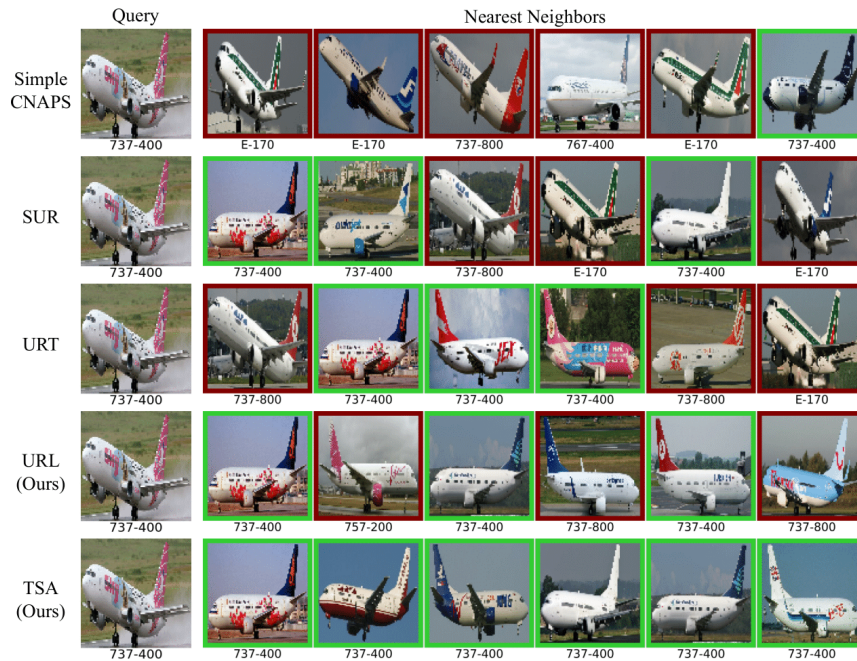 Query Nearest Neighbors
Simple
CNAPS
737-400 E-170 E-170 737-800 767-400 E-170 737-400
SUR
737-400 737-400 737-400 737-800 E-170 737-400 E-170
URT
737-400 737-800 737-400 737-400 737-400 737-800 E-170
URL
(Ours)
737-400 737-400 757-200 737-400 737-800 737-400 737-800
TSA
(Ours)
737-400 737-400 737-400 737-400 737-400 737-400 737-400